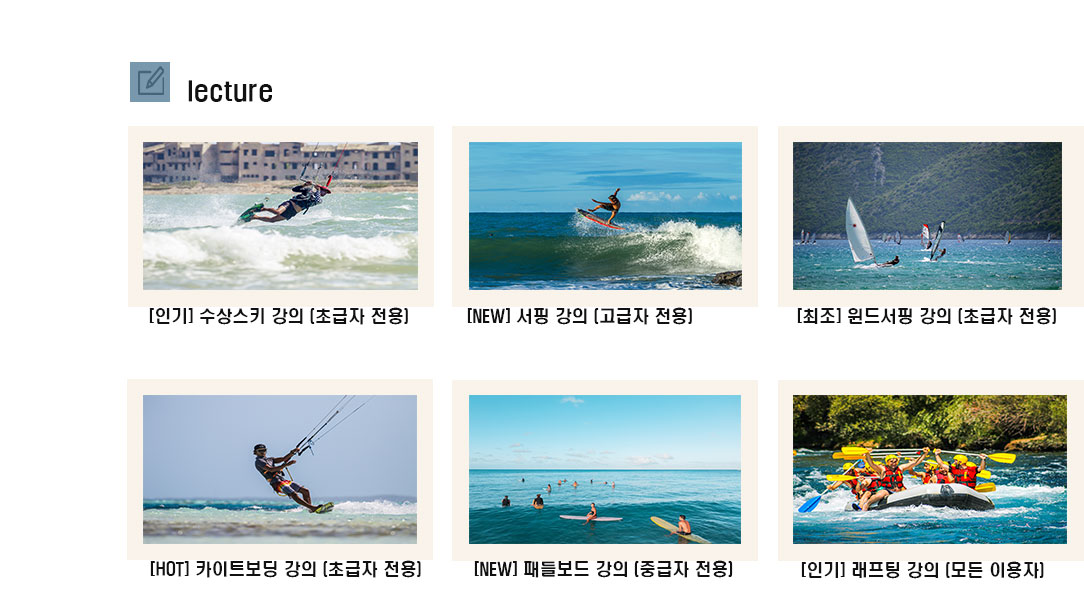 lecture
[인기] 수상스키 강의 (초급자 전용)
[NEW] 서핑 강의 (고급자 전용)
[최조] 윈드서핑 강의 (초급자 전용)
[HOT] 카이트보딩 강의 (초급자 전용)
[NEW] 패들보드 강의 (중급자 전용)
[인기] 래프팅 강의 (모든 이용자)